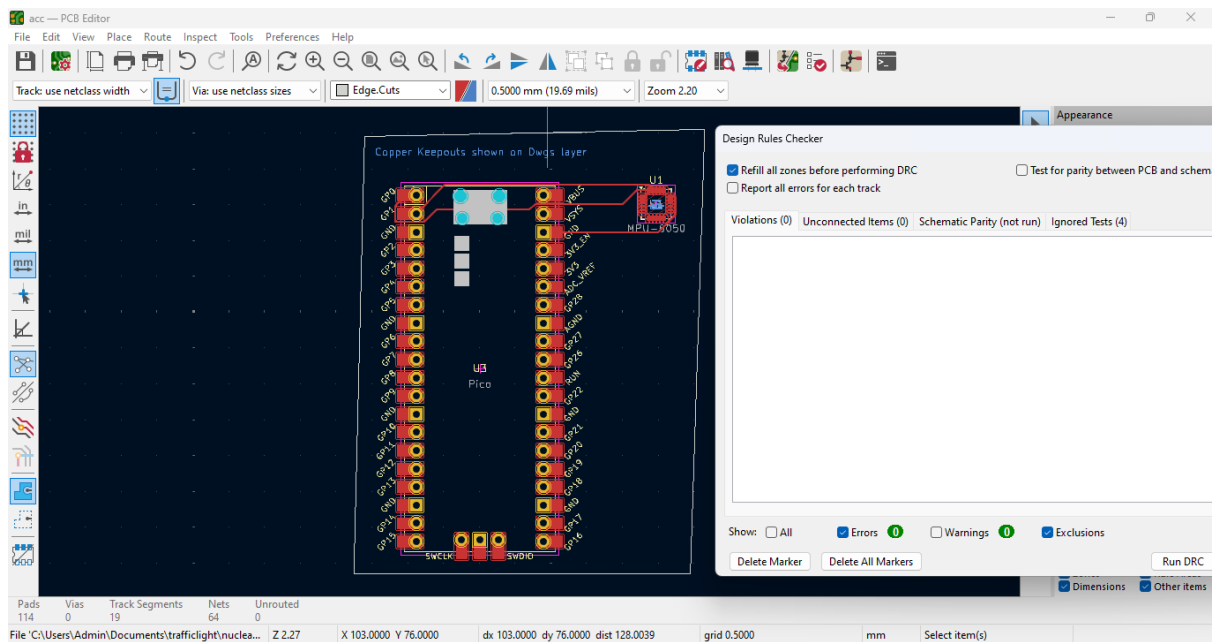 acc — PCB Editor
File Edit View Place Route Inspect Tools Preferences Help
Track: use netclass width Via: use netclass sizes Edge.Cuts 0.5000 mm (19.69 mils) Zoom 2.20
in
mil
mm
Appearance
Design Rules Checker
Refill all zones before performing DRC Test for parity between PCB and schem
Report all errors for each track
Violations (0) Unconnected Items (0) Schematic Parity (not run) Ignored Tests (4)
Copper Keepouts shown on Dwgs layer
U1
MPU-6050
GP0 VBUS
GP1 VSYS
GND GND
GP2 3V3_EN
GP3 3V3
GP4 ADC_VREF
GP5 GP28
GND AGND
GP6 GP27
GP7 GP26
GP8 RUN
GP9 GP22
GND GND
GP10 GP21
GP11 GP20
GP12 GP19
GP13 GP18
GND GND
GP14 GP17
GP15 GP16
Pico
SWCLK SWDIO
Show: All Errors 0 Warnings 0 Exclusions
Delete Marker Delete All Markers Run DRC
Dimensions Other items
Pads Vias Track Segments Nets Unrouted
114 0 19 64 0
File 'C:\Users\Admin\Documents\trafficlight\nuclea... Z 2.27 X 103.0000 Y 76.0000 dx 103.0000 dy 76.0000 dist 128.0039 grid 0.5000 mm Select item(s)